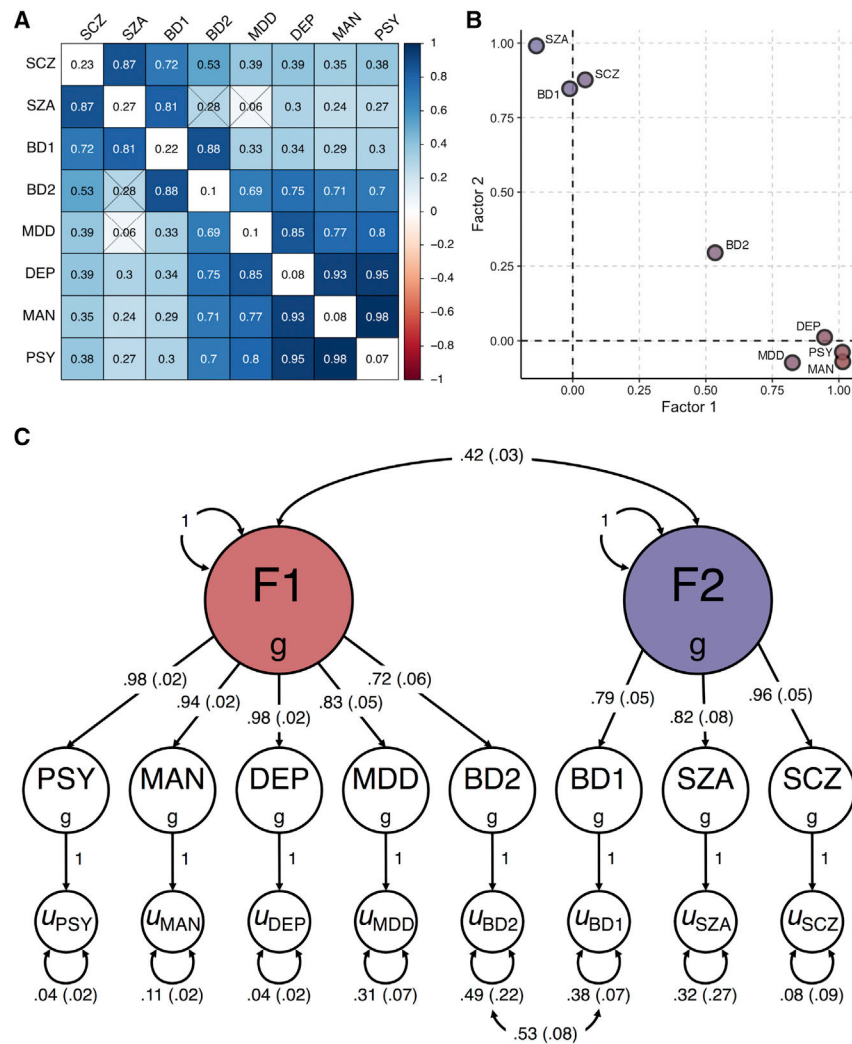 A
SCZ SZA BD1 BD2 MDD DEP MAN PSY
SCZ 0.23 0.87 0.72 0.53 0.39 0.39 0.35 0.38
SZA 0.87 0.27 0.81 0.28 0.06 0.3 0.24 0.27
BD1 0.72 0.81 0.22 0.88 0.33 0.34 0.29 0.3
BD2 0.53 0.28 0.88 0.1 0.69 0.75 0.71 0.7
MDD 0.39 0.06 0.33 0.69 0.1 0.85 0.77 0.8
DEP 0.39 0.3 0.34 0.75 0.85 0.08 0.93 0.95
MAN 0.35 0.24 0.29 0.71 0.77 0.93 0.08 0.98
PSY 0.38 0.27 0.3 0.7 0.8 0.95 0.98 0.07
1
0.8
0.6
0.4
0.2
0
−0.2
−0.4
−0.6
−0.8
−1
B
Factor 2
1.00
0.75
0.50
0.25
0.00
SZA
SCZ
BD1
BD2
DEP
PSY
MDD
MAN
0.00 0.25 0.50 0.75 1.00
Factor 1
C
.42 (.03)
1 1
F1 F2
g g
.98 (.02) .94 (.02) .98 (.02) .83 (.05) .72 (.06) .79 (.05) .82 (.08) .96 (.05)
PSY MAN DEP MDD BD2 BD1 SZA SCZ
g g g g g g g g
1 1 1 1 1 1 1 1
uPSY uMAN uDEP uMDD uBD2 uBD1 uSZA uSCZ
.04 (.02) .11 (.02) .04 (.02) .31 (.07) .49 (.22) .38 (.07) .32 (.27) .08 (.09)
.53 (.08)